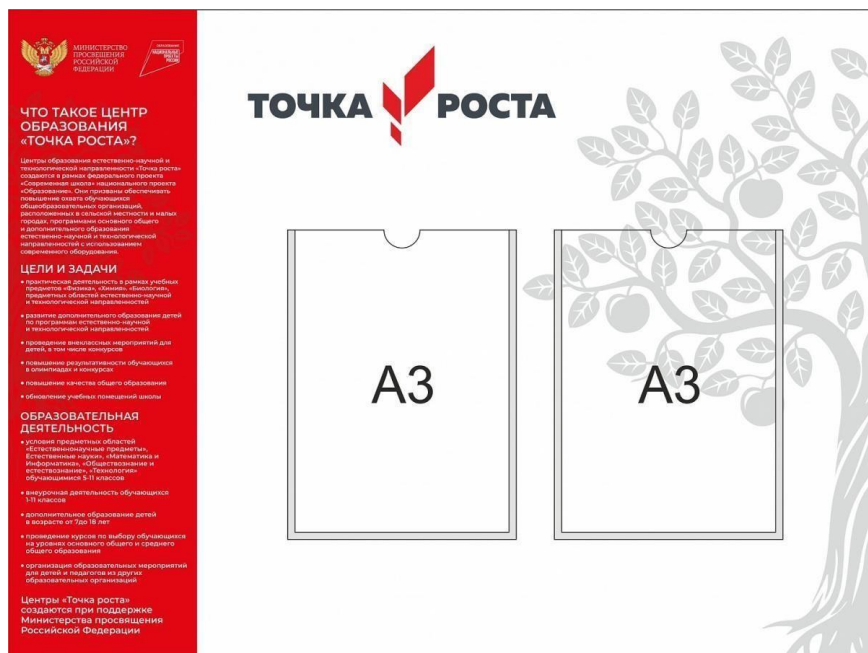 МИНИСТЕРСТВО
ПРОСВЕЩЕНИЯ
РОССИЙСКОЙ
ФЕДЕРАЦИИ
НАЦИОНАЛЬНЫЕ
ПРОЕКТЫ
РОССИИ
ЧТО ТАКОЕ ЦЕНТР
ОБРАЗОВАНИЯ
«ТОЧКА РОСТА»?
Центры образования естественно-научной и
технологической направленности «Точка роста»
создаются в рамках федерального проекта
«Современная школа» национального проекта
«Образование». Они призваны обеспечивать
повышение охвата обучающихся
общеобразовательных организаций,
расположенных в сельской местности и малых
городах, программами основного общего
и дополнительного образования
естественно-научной и технологической
направленностей с использованием
современного оборудования.
ЦЕЛИ И ЗАДАЧИ
• практическая деятельность в рамках учебных
предметов «Физика», «Химия», «Биология»,
предметных областей естественно-научной
и технологической направленностей
• развитие дополнительного образование детей
по программам естественно-научной
и технологической направленностей
• проведение внеклассных мероприятий для
детей, в том числе конкурсов
• повышение результативности обучающихся
в олимпиадах и конкурсах
• повышение качества общего образования
• обновление учебных помещений школы
ОБРАЗОВАТЕЛЬНАЯ
ДЕЯТЕЛЬНОСТЬ
• условия предметных областей
«Естественнонаучные предметы»,
Естественные науки», «Математика и
Информатика», «Обществознание и
естествознание», «Технология»
обучающимися 5-11 классов
• внеурочная деятельность обучающихся
1-11 классов
• дополнительное образование детей
в возрасте от 7до 18 лет
• проведение курсов по выбору обучающихся
на уровнях основного общего и среднего
общего образования
• организация образовательных мероприятий
для детей и педагогов из других
образовательных организаций
Центры «Точка роста»
создаются при поддержке
Министерства просвящения
Российской Федерации
ТОЧКА РОСТА
А3
А3